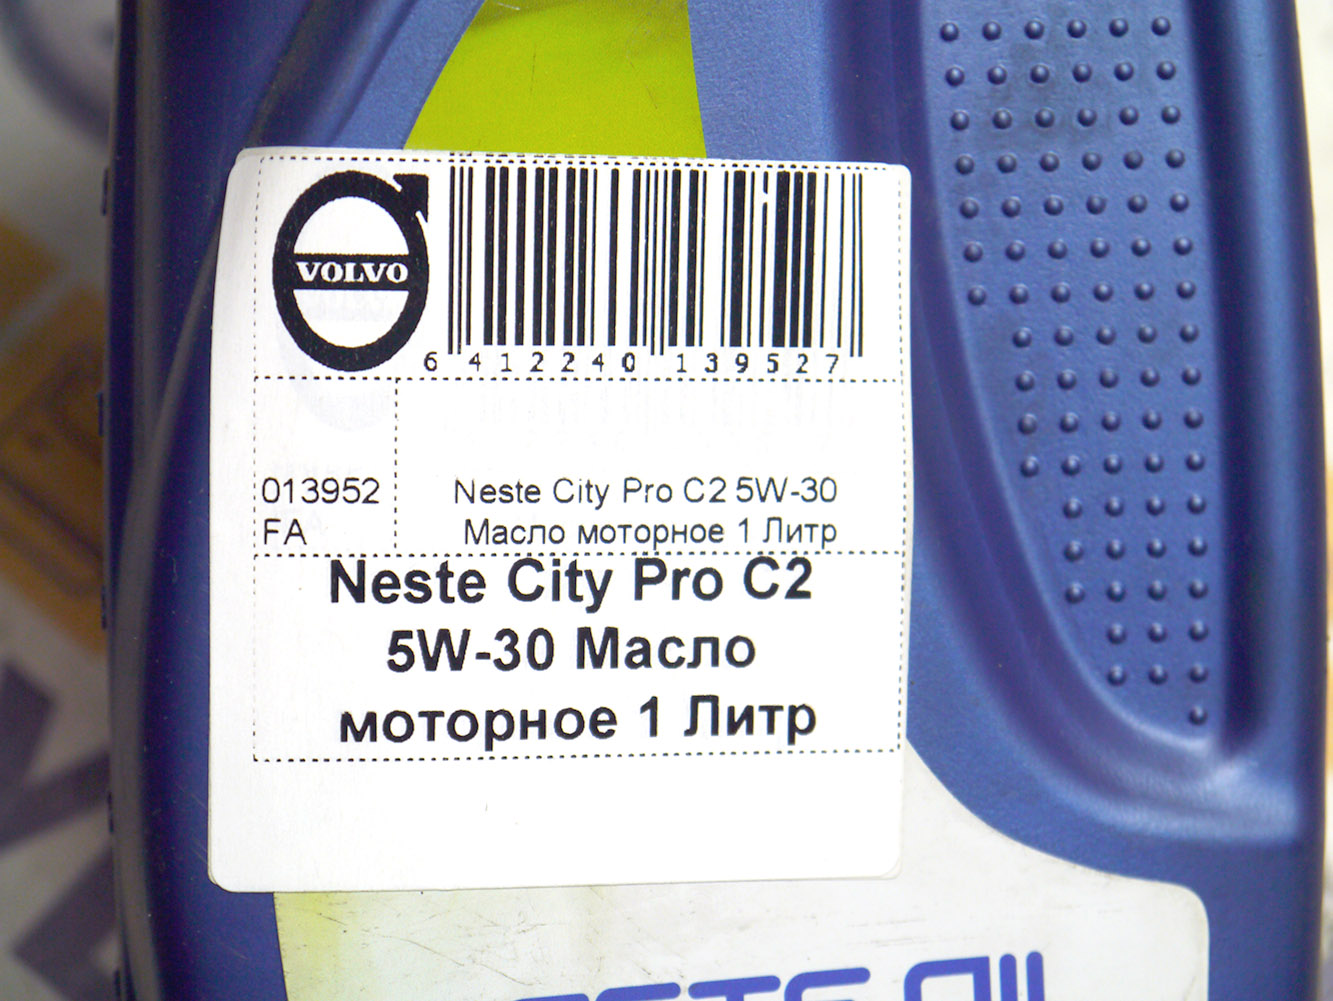 VOLVO
6 412240 139527
013952
FA
Neste City Pro C2 5W-30
Масло моторное 1 Литр
Neste City Pro C2
5W-30 Масло
моторное 1 Литр